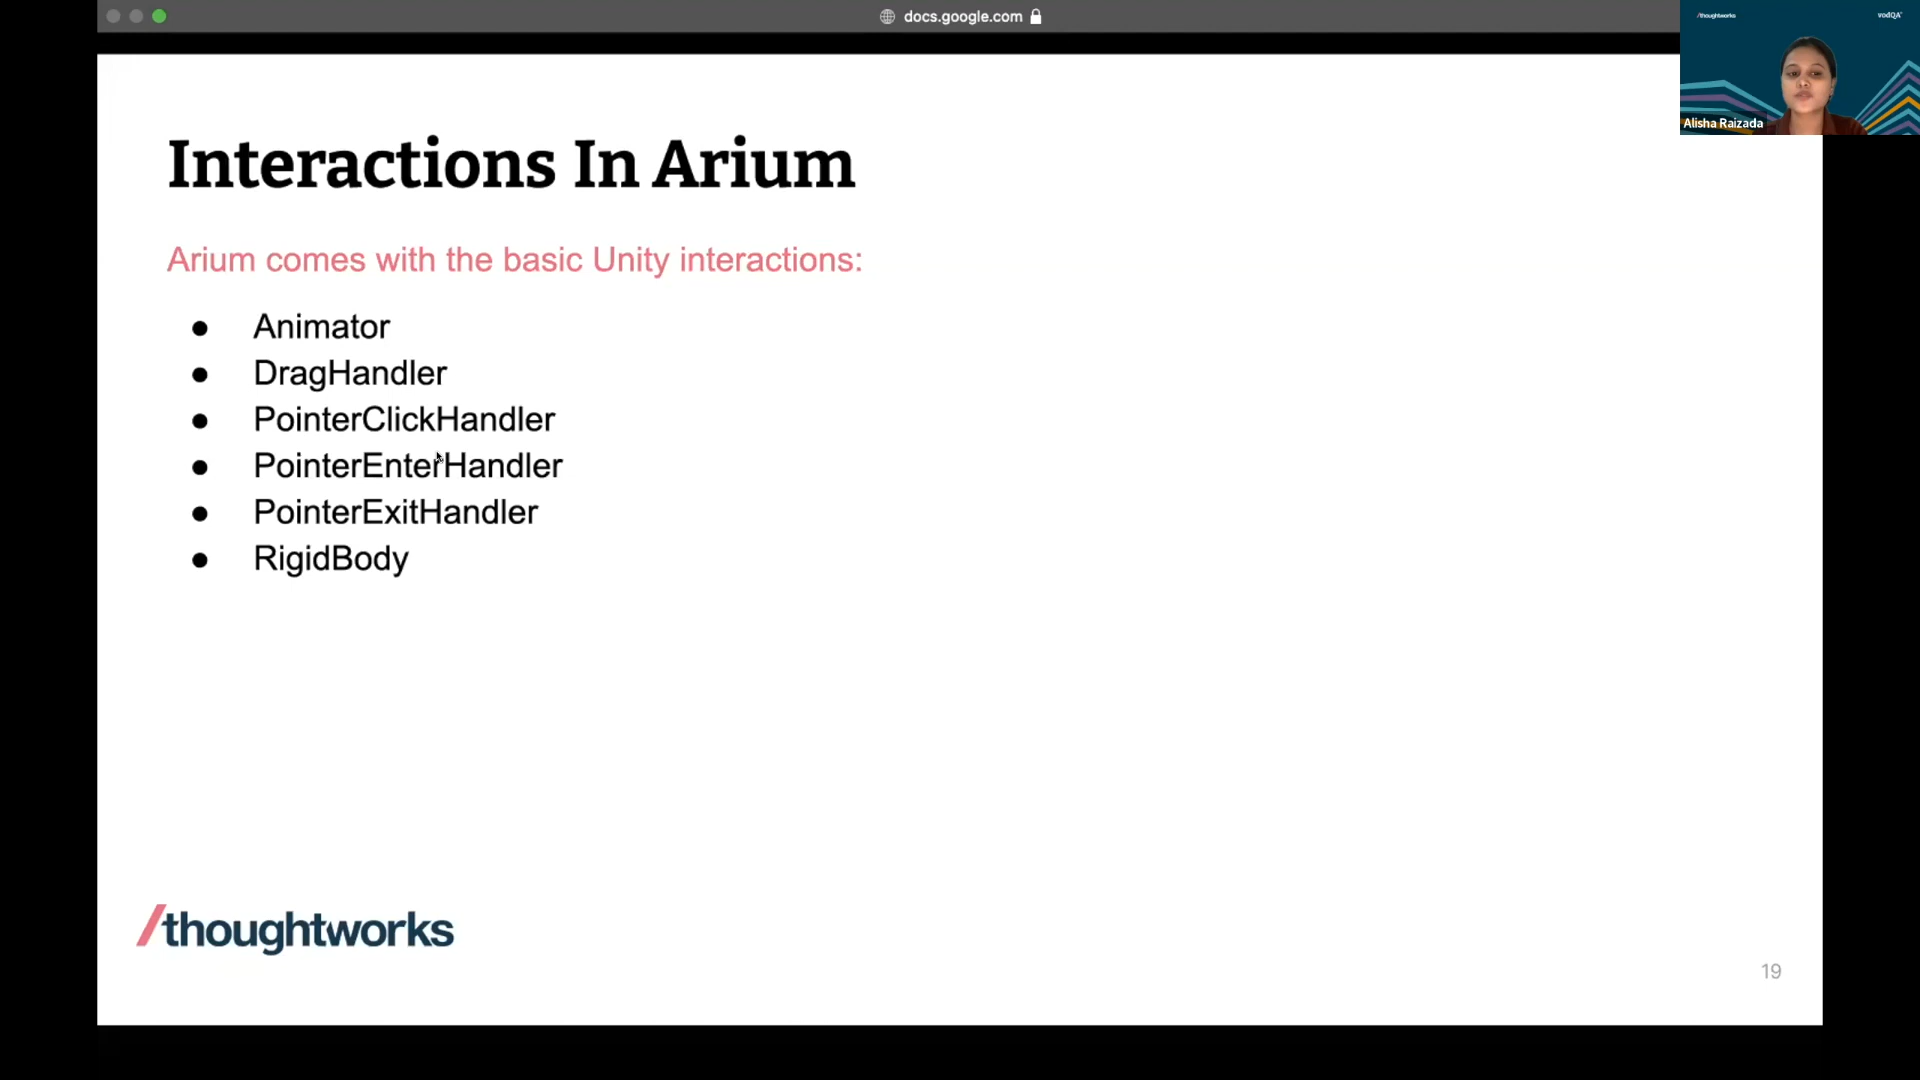 docs.google.com
/thoughtworks
vodQA
Alisha Raizada
Interactions In Arium
Arium comes with the basic Unity interactions:
● Animator
● DragHandler
● PointerClickHandler
● PointerEnterHandler
● PointerExitHandler
● RigidBody
/thoughtworks
19